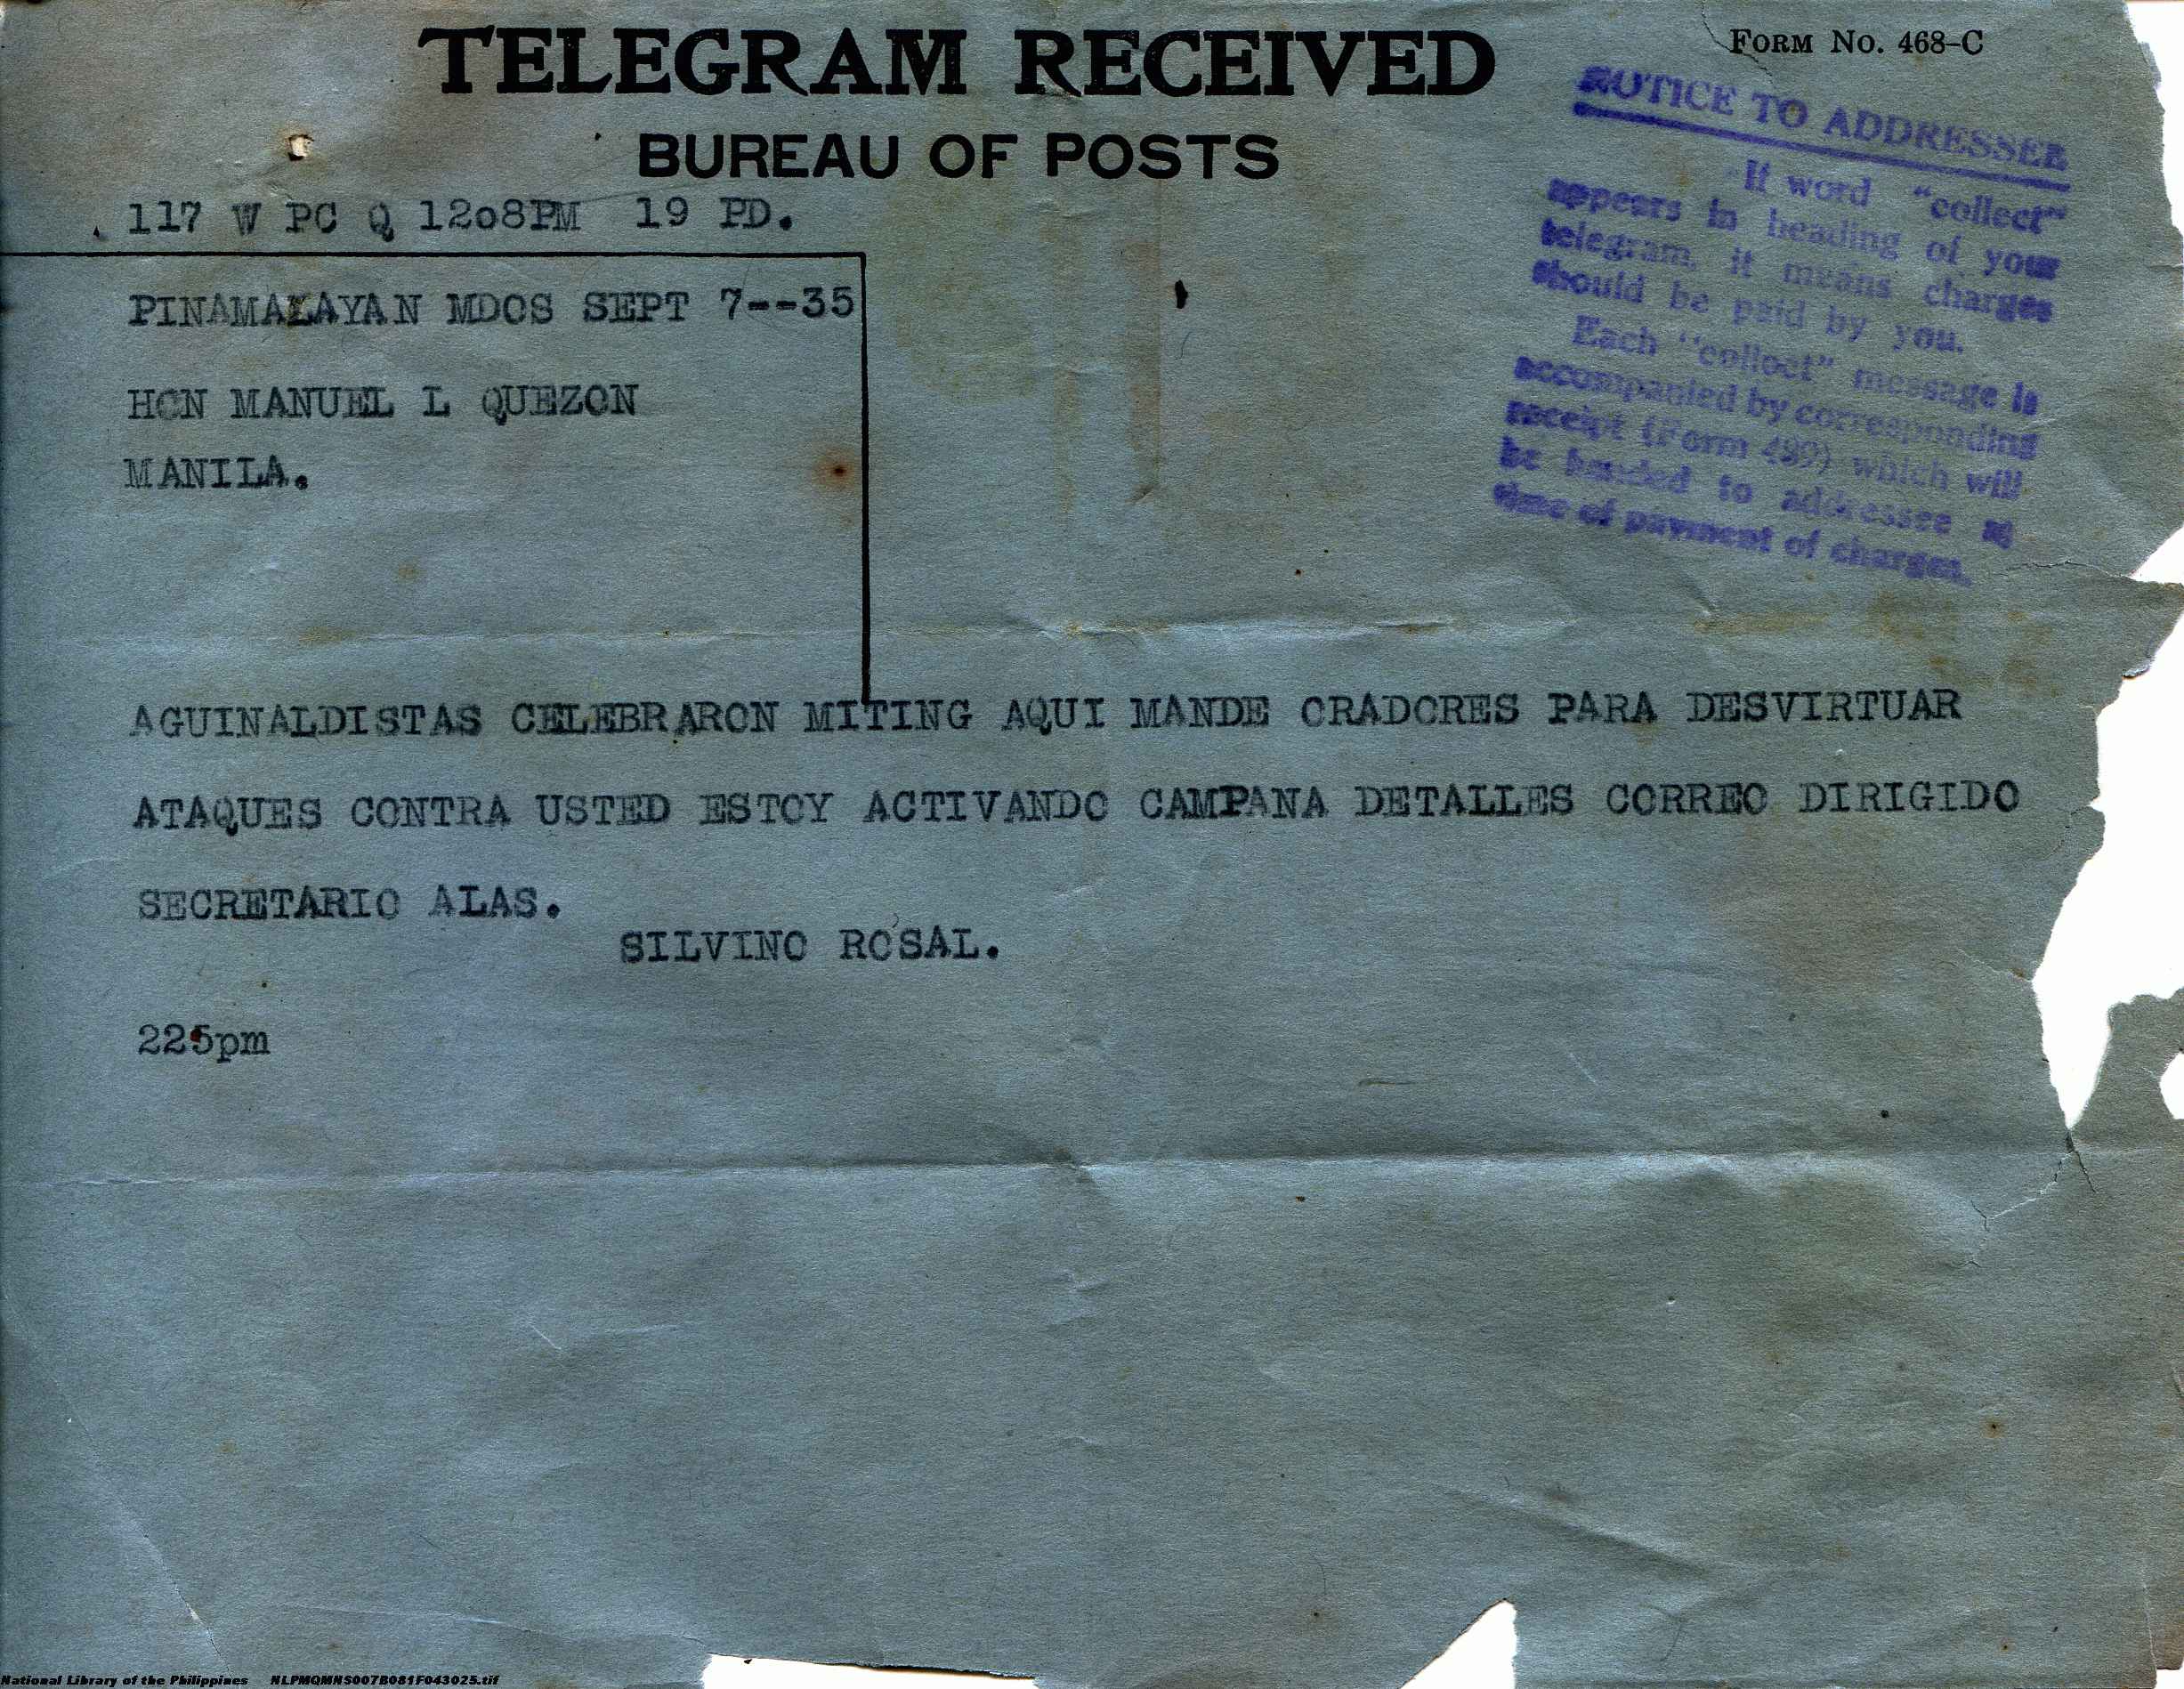 TELEGRAM RECEIVED
FORM NO. 468-C
BUREAU OF POSTS
117 W PC Q 12o8PM 19 PD.
NOTICE TO ADDRESSEE
If word "collect"
appears in heading of your
telegram, it means charges
should be paid by you.
Each "collect" message is
accompanied by corresponding
receipt (Form 489) which will
be handed to addressee at
time of payment of charges.
PINAMALAYAN MDOS SEPT 7--35
HON MANUEL L QUEZON
MANILA.
AGUINALDISTAS CELEBRARON MITING AQUI MANDE ORADORES PARA DESVIRTUAR
ATAQUES CONTRA USTED ESTOY ACTIVANDO CAMPANA DETALLES CORREO DIRIGIDO
SECRETARIO ALAS.
SILVINO ROSAL.
225pm
National Library of the Philippines NLPMQMNS007B081F043025.tif